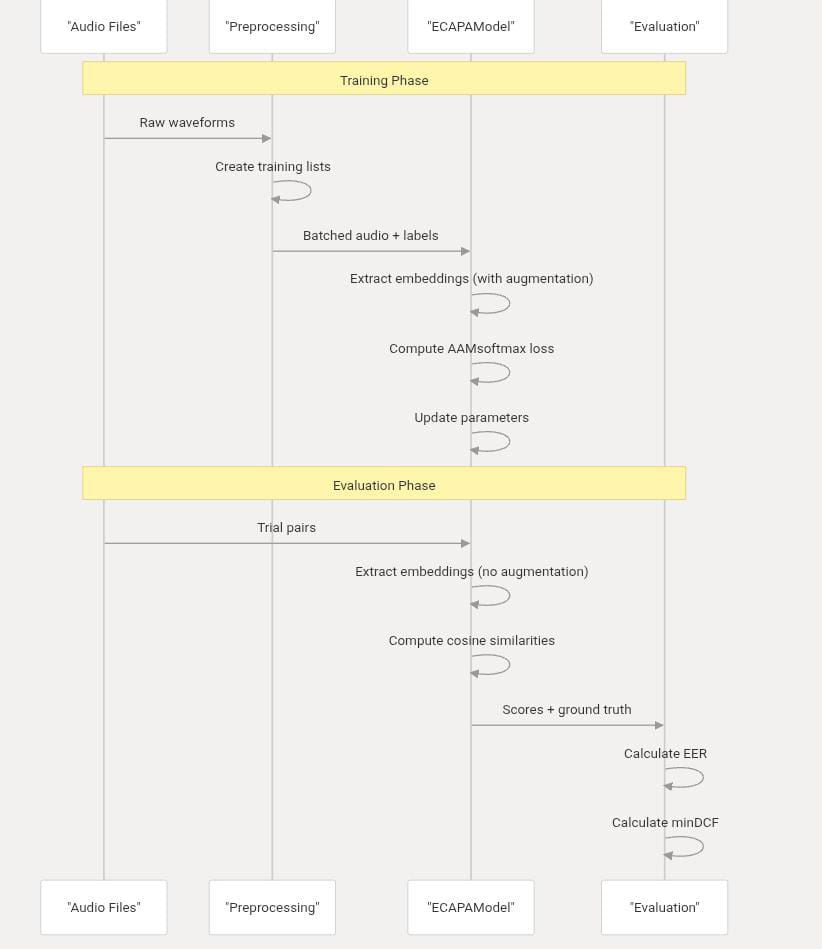 "Audio Files" "Preprocessing" "ECAPAModel" "Evaluation"
Training Phase
Raw waveforms
Create training lists
Batched audio + labels
Extract embeddings (with augmentation)
Compute AAMsoftmax loss
Update parameters
Evaluation Phase
Trial pairs
Extract embeddings (no augmentation)
Compute cosine similarities
Scores + ground truth
Calculate EER
Calculate minDCF
"Audio Files" "Preprocessing" "ECAPAModel" "Evaluation"